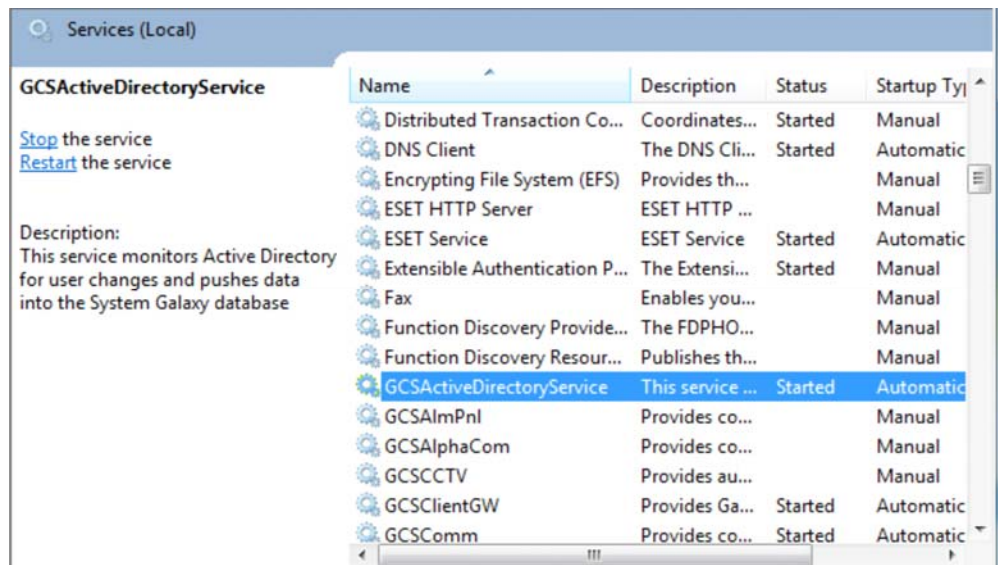 Services (Local)
GCSActiveDirectoryService
Stop the service
Restart the service
Description:
This service monitors Active Directory
for user changes and pushes data
into the System Galaxy database
Name Description Status Startup Ty
Distributed Transaction Co... Coordinates... Started Manual
DNS Client The DNS Cli... Started Automatic
Encrypting File System (EFS) Provides th... Manual
ESET HTTP Server ESET HTTP ... Manual
ESET Service ESET Service Started Automatic
Extensible Authentication P... The Extensi... Started Manual
Fax Enables you... Manual
Function Discovery Provide... The FDPHO... Manual
Function Discovery Resour... Publishes th... Manual
GCSActiveDirectoryService This service ... Started Automatic
GCSAlmPnl Provides co... Manual
GCSAlphaCom Provides co... Manual
GCSCCTV Provides au... Manual
GCSClientGW Provides Ga... Started Automatic
GCSComm Provides co... Started Automatic